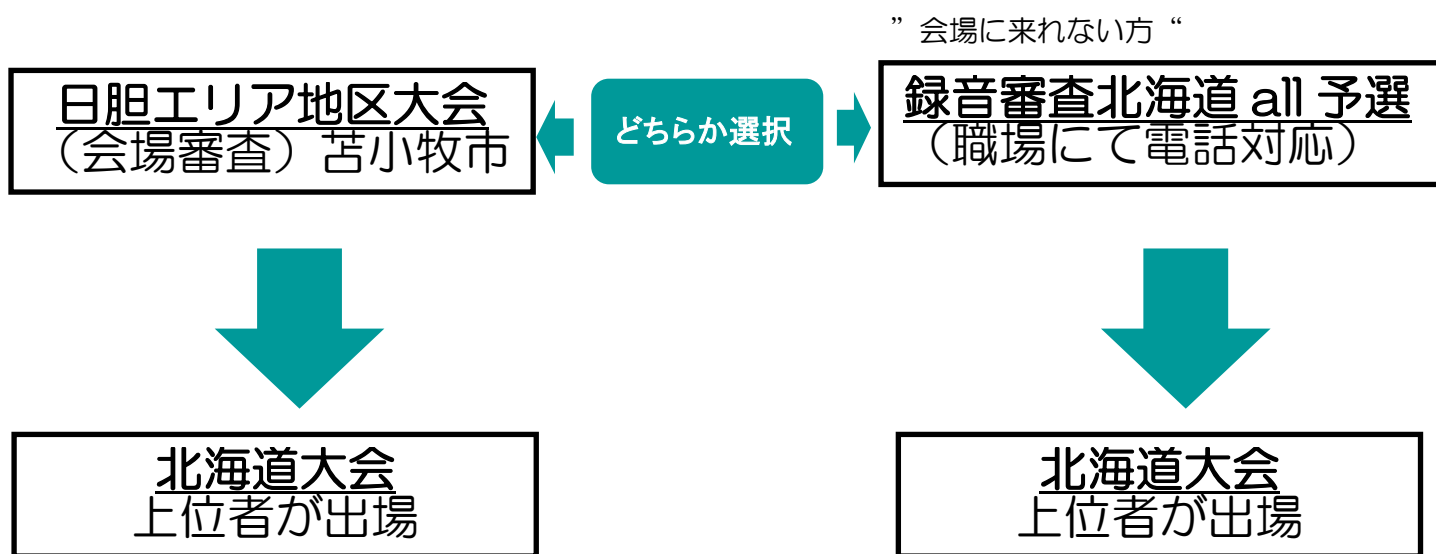 ”会場に来れない方“
日胆エリア地区大会
（会場審査）苫小牧市
どちらか選択
録音審査北海道 all 予選
（職場にて電話対応）
北海道大会
上位者が出場
北海道大会
上位者が出場